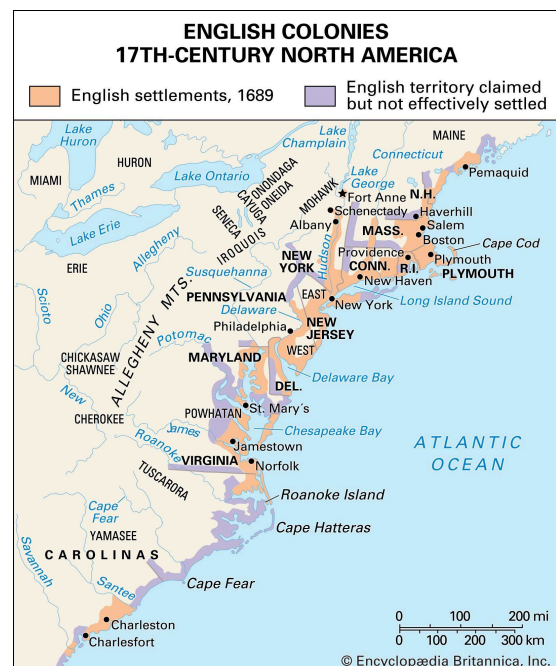 ENGLISH COLONIES
17TH-CENTURY NORTH AMERICA
English settlements, 1689
English territory claimed
but not effectively settled
Lake
Huron
HURON
MIAMI
Thames
Lake Ontario
Lake Erie
ERIE
Lake
Champlain
MAINE
Connecticut
Pemaquid
Lake
George
N.H.
Fort Anne
MOHAWK
ONONDAGA
ONEIDA
CAYUGA
SENECA
IROQUOIS
Schenectady
Albany
Haverhill
Salem
MASS.
Boston
Cape Cod
Providence
Plymouth
CONN.
R.I.
PLYMOUTH
New Haven
Hudson
NEW
YORK
Long Island Sound
New York
Allegheny
Susquehanna
PENNSYLVANIA
EAST
Delaware
NEW
JERSEY
Philadelphia
WEST
Scioto
Ohio
ALLEGHENY MTS.
Potomac
MARYLAND
DEL.
Delaware Bay
CHICKASAW
SHAWNEE
New
CHEROKEE
POWHATAN
St. Mary's
James
Chesapeake Bay
Roanoke
Jamestown
VIRGINIA
Norfolk
ATLANTIC
OCEAN
TUSCARORA
Roanoke Island
Cape
Fear
Cape Hatteras
YAMASEE
CAROLINAS
Savannah
Santee
Cape Fear
Charleston
Charlesfort
0 100 200 mi
0 100 200 300 km
© Encyclopædia Britannica, Inc.